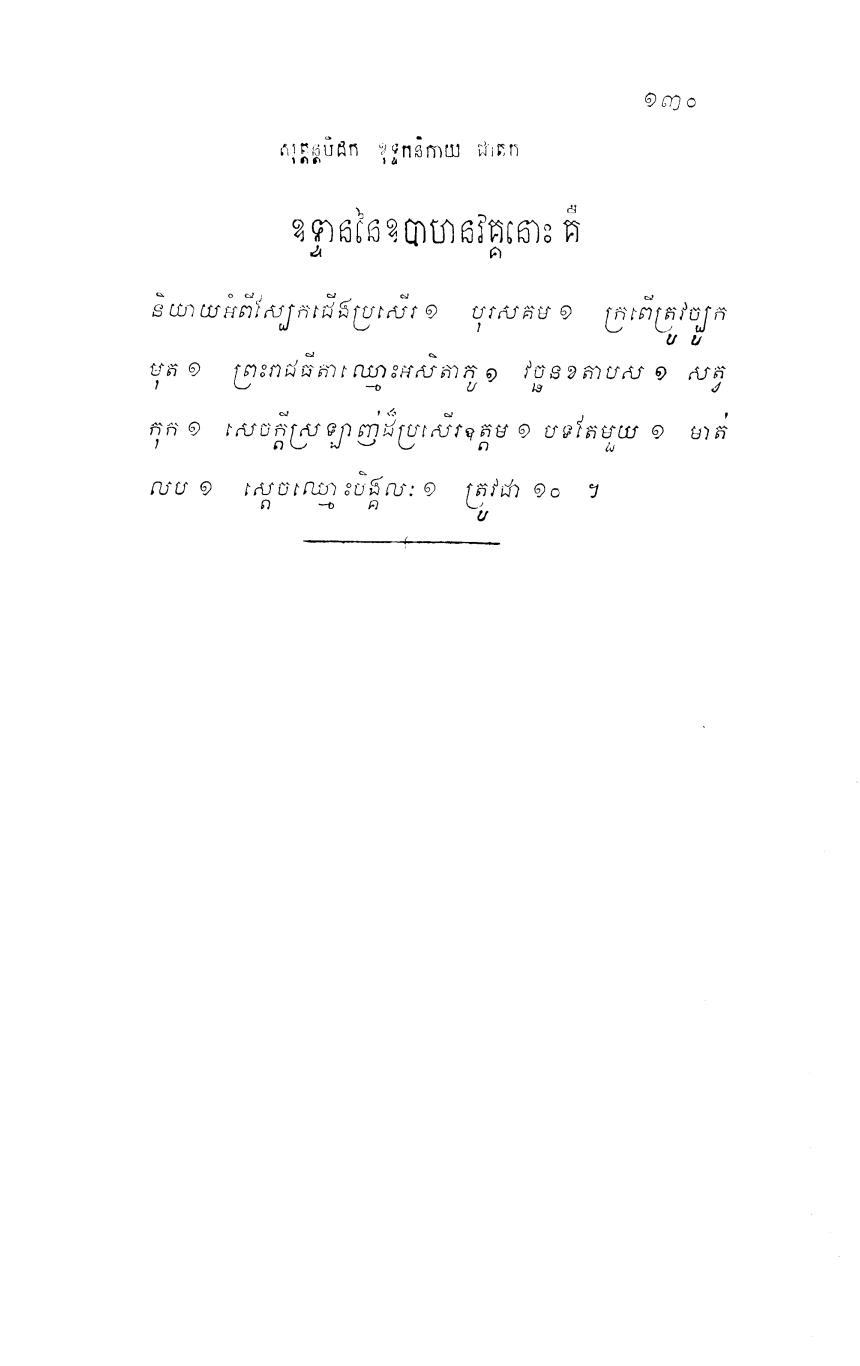 ១៣០
សុត្តន្តបិដក ខុទ្ទកនិកាយ ជាតក
ឧទ្ទាននៃឧបាហនវគ្គនោះ គឺ
និយាយអំពីស្បែកជើងប្រសើរ ១ បុរសគម ១ ក្រពើត្រូវច្បូក
មុត ១ ព្រះរាជធីតាឈ្មោះអសិតាភូ ១ វច្ឆនខតាបស ១ សត្វ
កុក ១ សេចក្តីស្រឡាញ់ដ៏ប្រសើរឧត្តម ១ បទតែមួយ ១ មាត់
លប ១ ស្តេចឈ្មោះបិង្គលៈ ១ ត្រូវជា ១០ ។